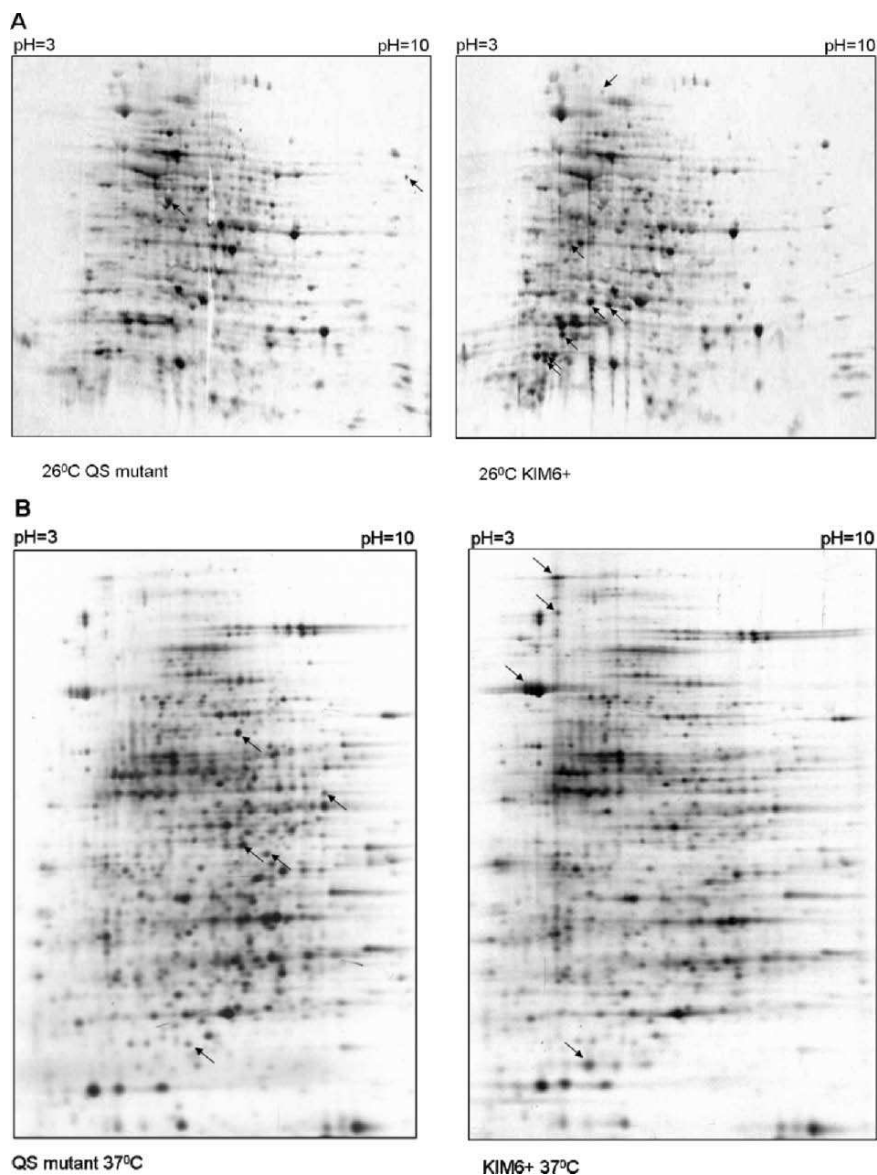 A
pH=3 pH=10 pH=3 pH=10
26⁰C QS mutant 26⁰C KIM6+
B
pH=3 pH=10 pH=3 pH=10
QS mutant 37⁰C KIM6+ 37⁰C